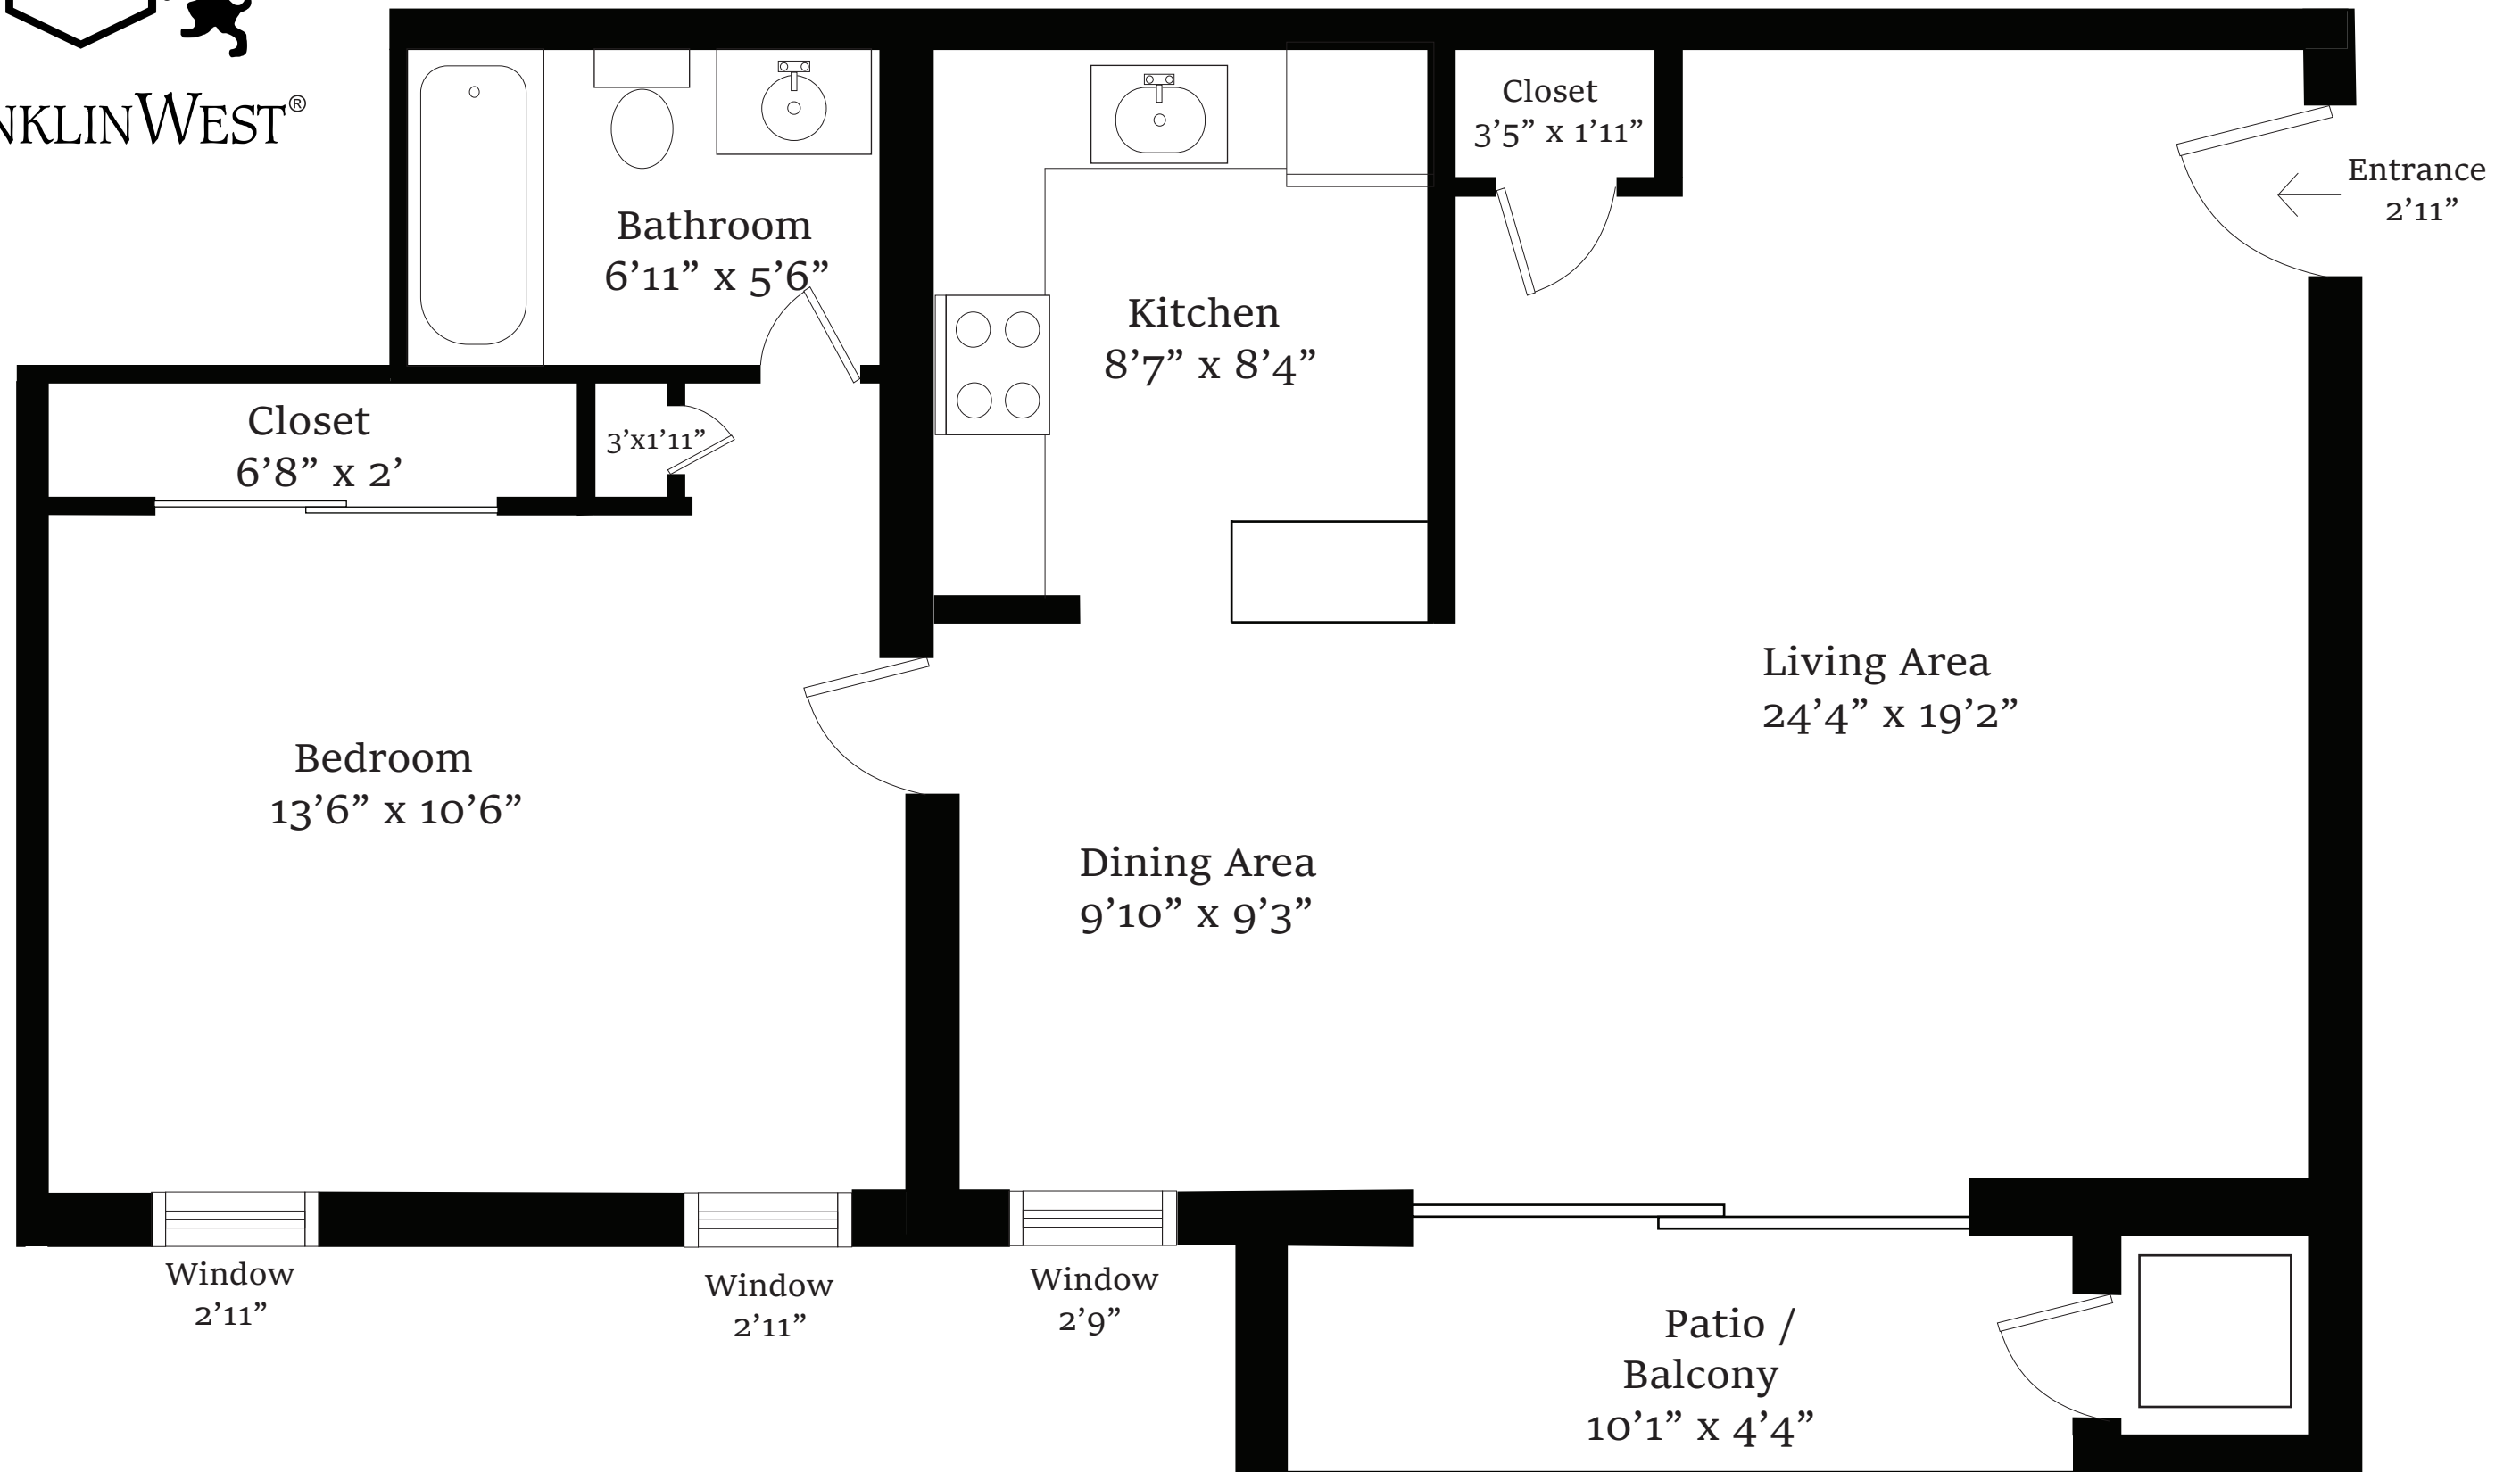 NKLINWEST®
Closet
3’5” x 1’11”
Entrance
2’11”
Bathroom
6’11” x 5’6”
Kitchen
8’7” x 8’4”
Closet
6’8” x 2’
3’x1’11”
Living Area
24’4” x 19’2”
Bedroom
13’6” x 10’6”
Dining Area
9’10” x 9’3”
Window
2’11”
Window
2’11”
Window
2’9”
Patio /
Balcony
10’1” x 4’4”